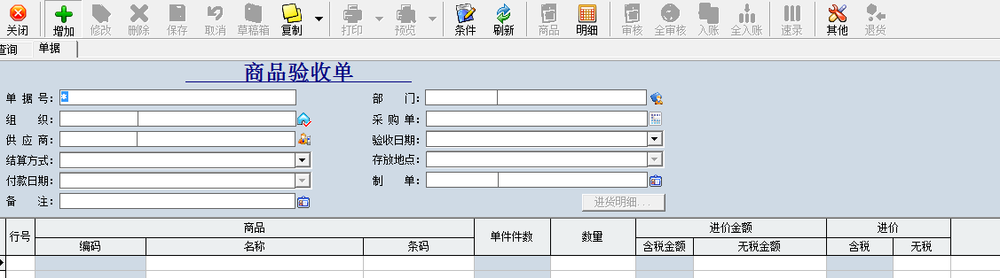 关闭 增加 修改 删除 保存 取消 草稿箱 复制 打印 预览 条件 刷新 商品 明细 审核 全审核 入账 全入账 速录 其他 退货
查询 单据
商品验收单
单据号: * 部门:
组织: 采购单:
供应商: 验收日期:
结算方式: 存放地点:
付款日期: 制单:
备注: 进货明细...
行号 商品 单件件数 数量 进价金额 进价
编码 名称 条码 含税金额 无税金额 含税 无税